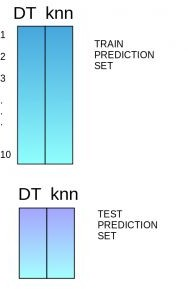 DT knn
1
2
3
.
.
.
10
TRAIN
PREDICTION
SET
DT knn
TEST
PREDICTION
SET